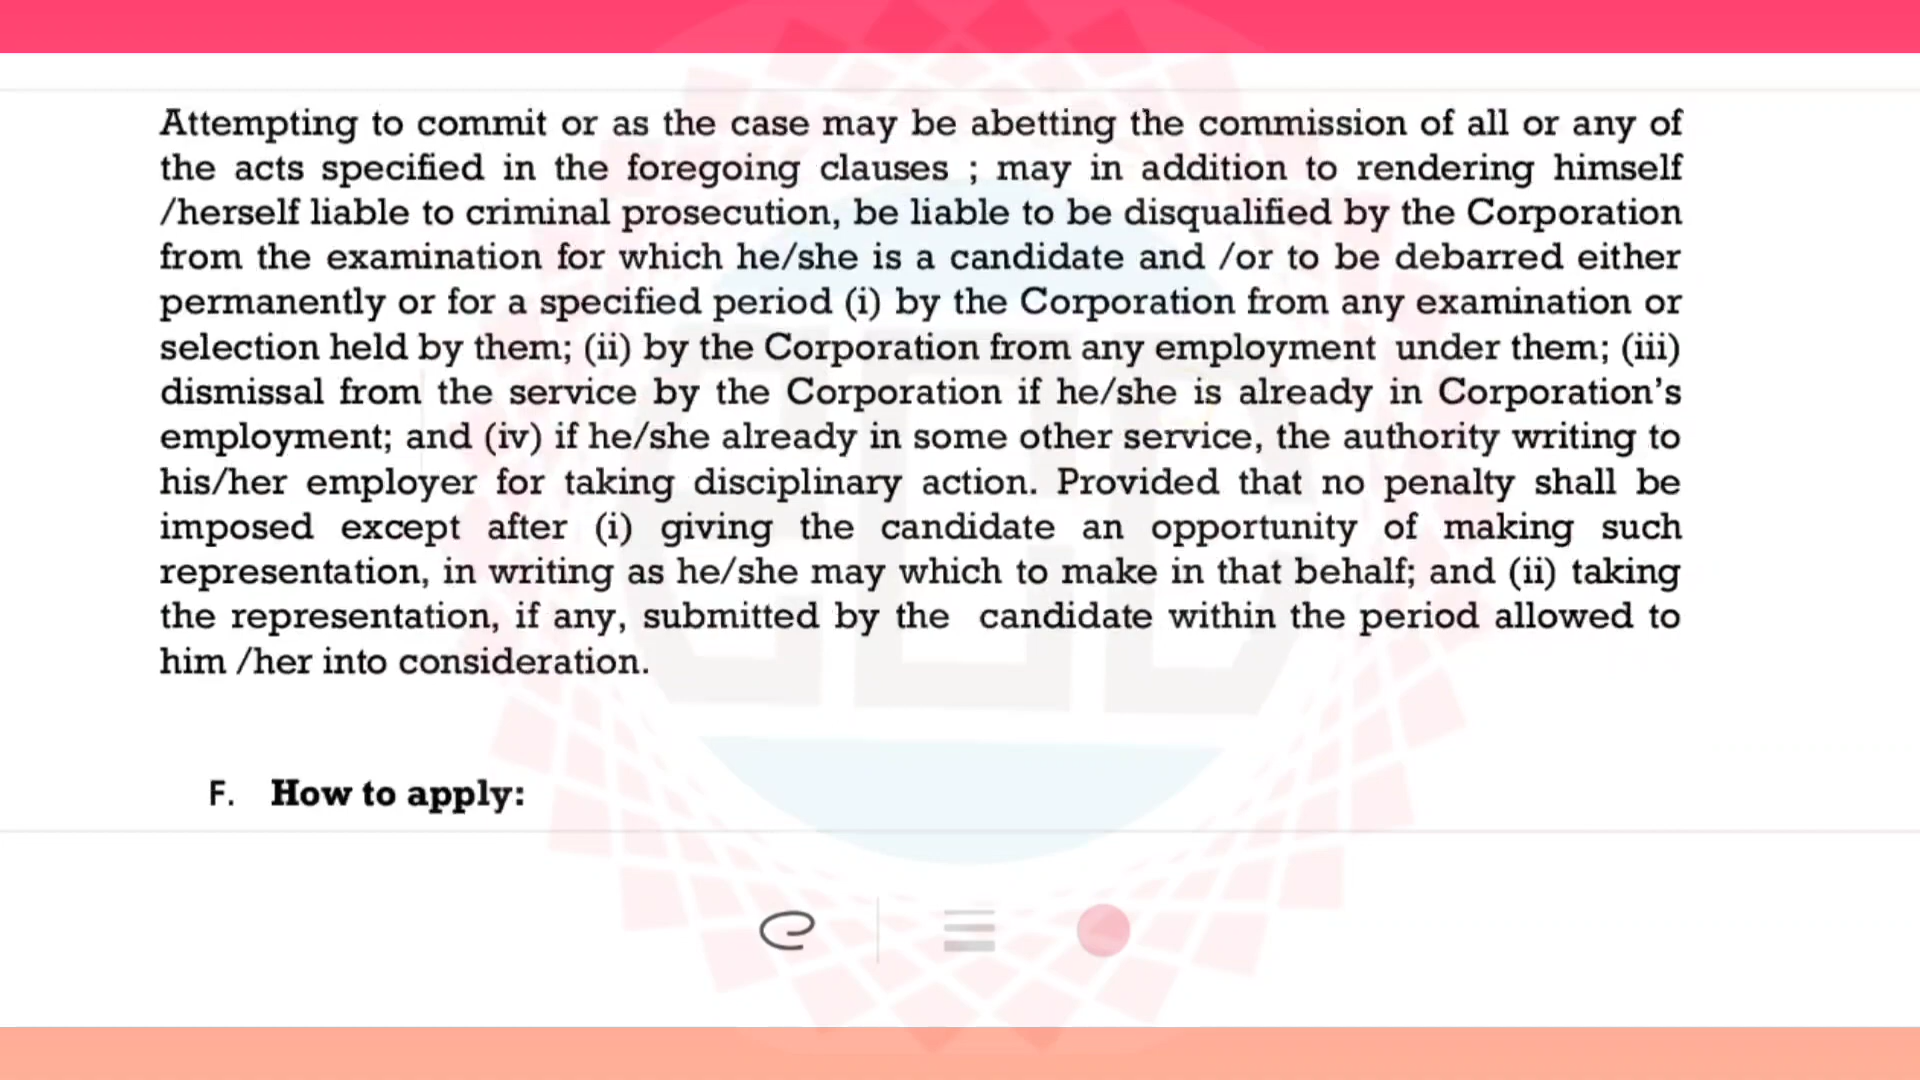 Attempting to commit or as the case may be abetting the commission of all or any of
the acts specified in the foregoing clauses ; may in addition to rendering himself
/herself liable to criminal prosecution, be liable to be disqualified by the Corporation
from the examination for which he/she is a candidate and /or to be debarred either
permanently or for a specified period (i) by the Corporation from any examination or
selection held by them; (ii) by the Corporation from any employment under them; (iii)
dismissal from the service by the Corporation if he/she is already in Corporation's
employment; and (iv) if he/she already in some other service, the authority writing to
his/her employer for taking disciplinary action. Provided that no penalty shall be
imposed except after (i) giving the candidate an opportunity of making such
representation, in writing as he/she may which to make in that behalf; and (ii) taking
the representation, if any, submitted by the candidate within the period allowed to
him /her into consideration.
F. How to apply: